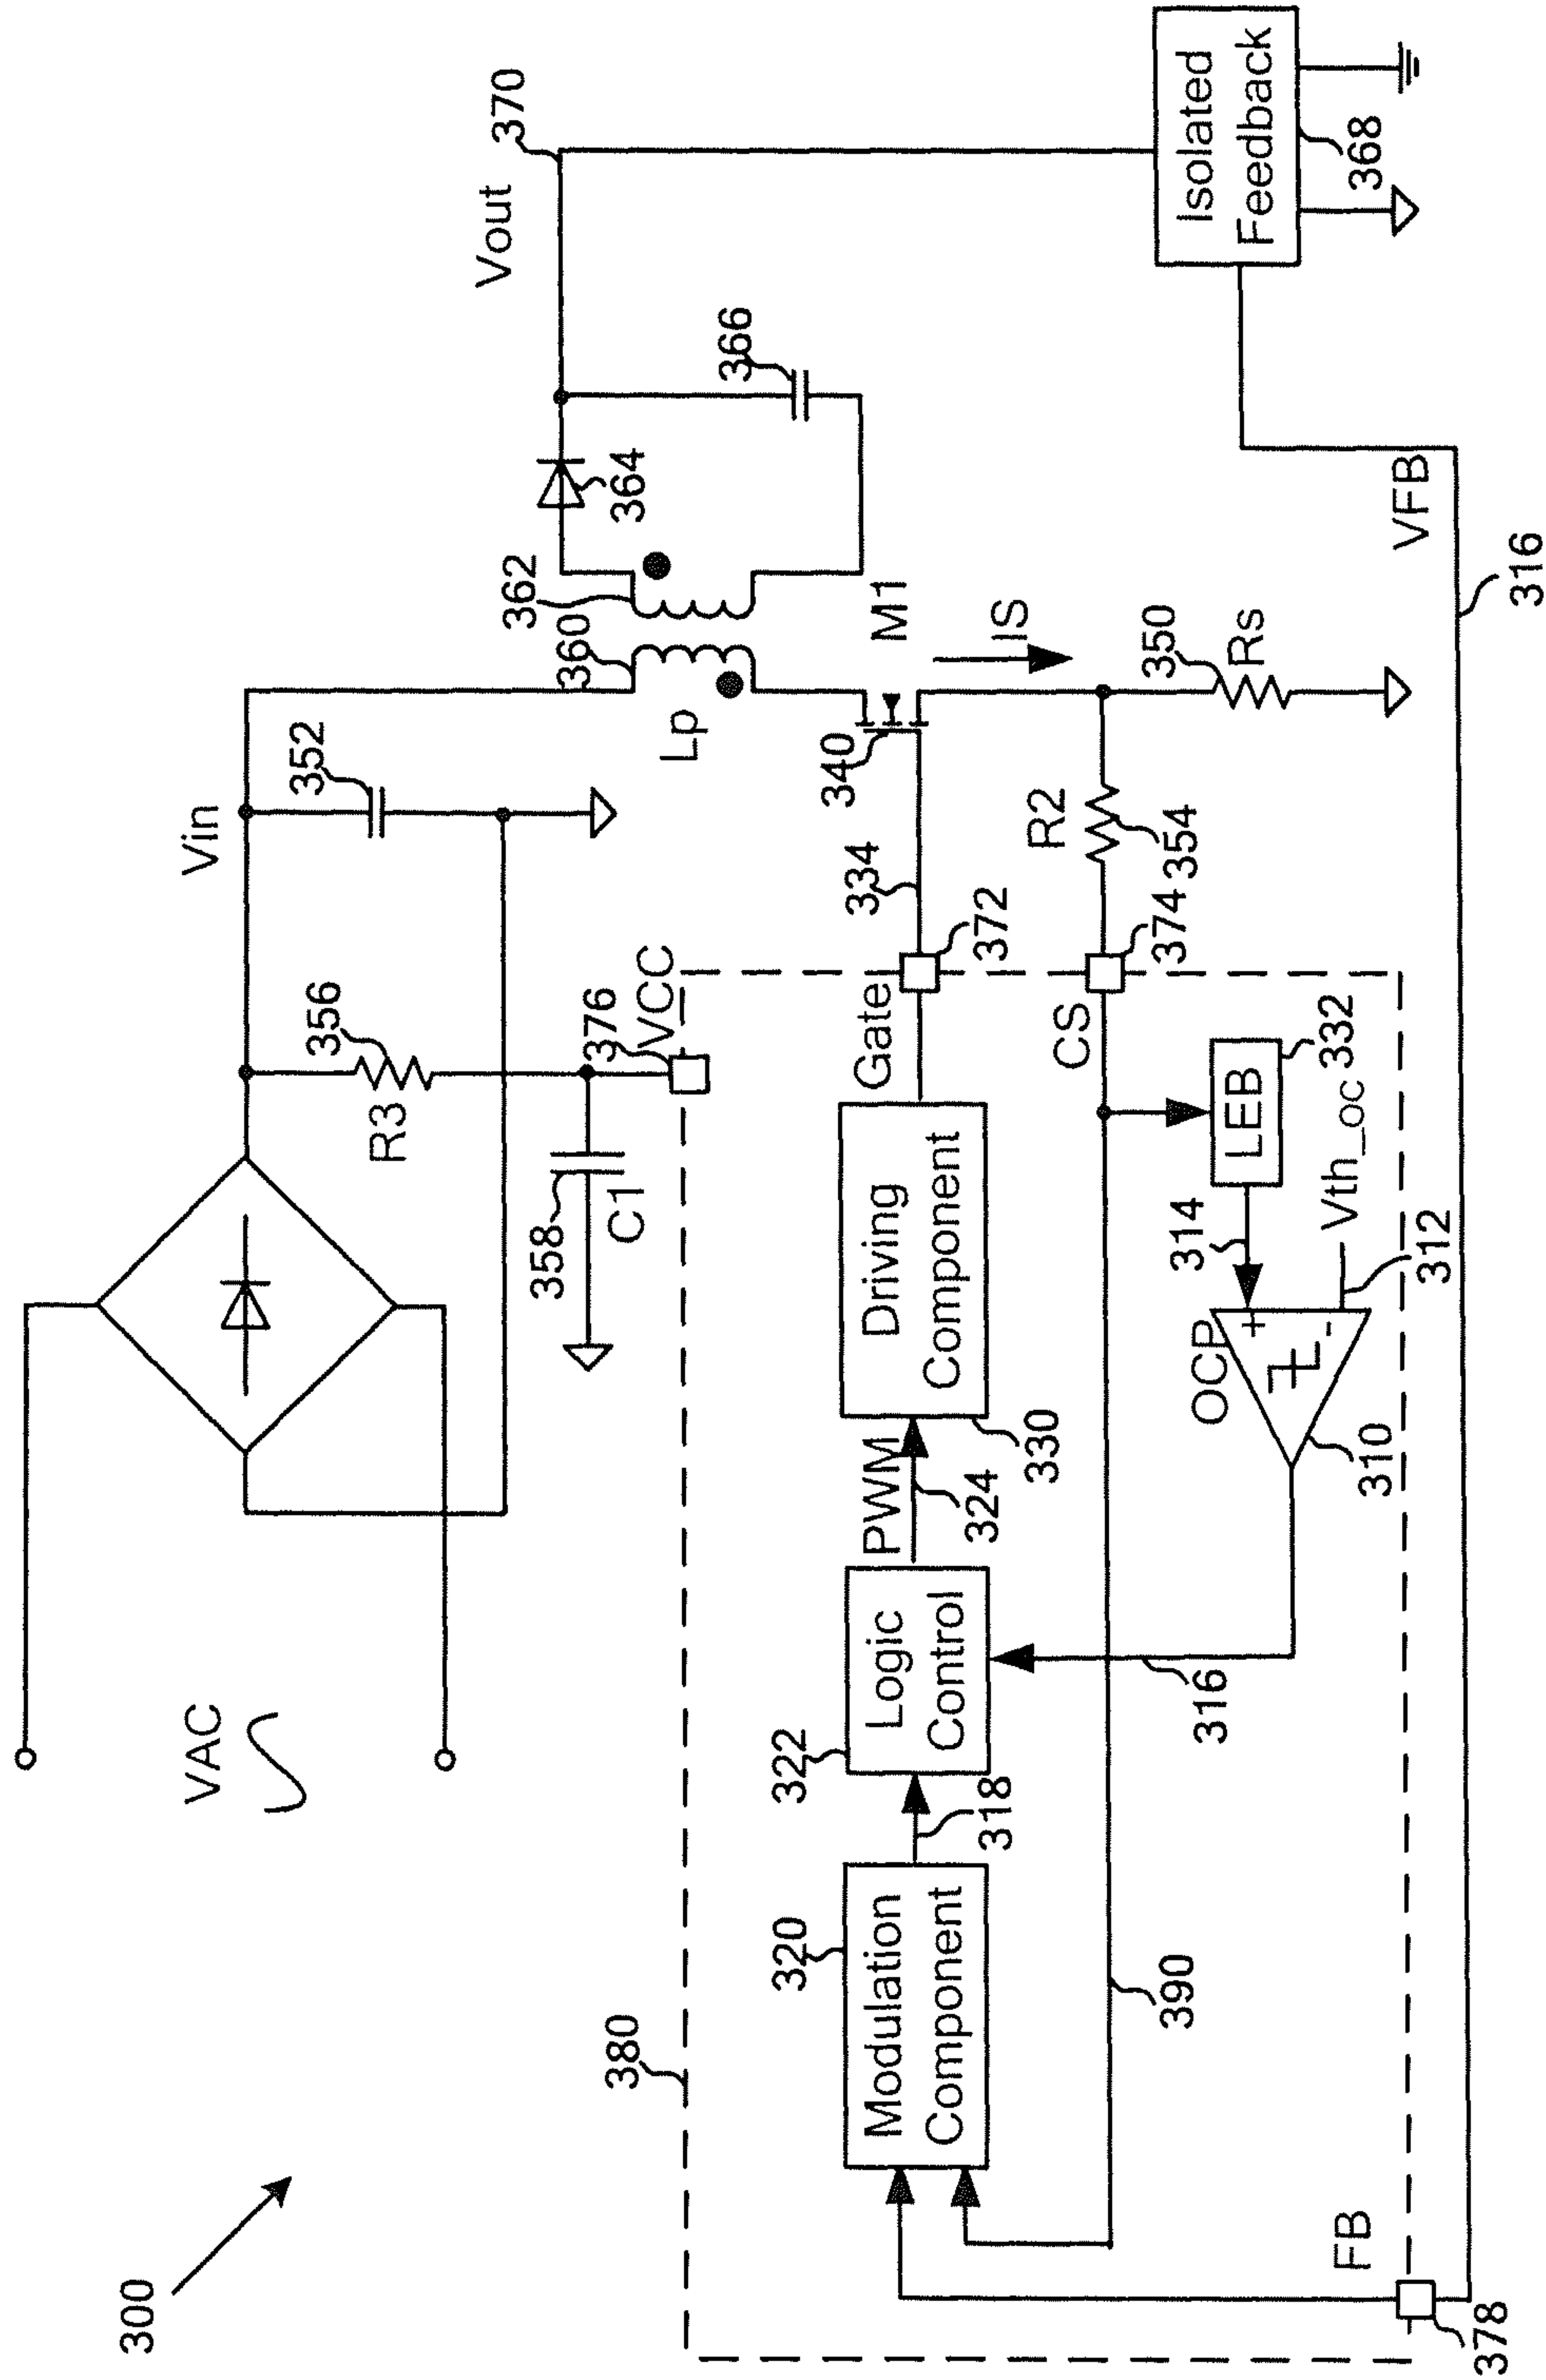 300
VAC
Vin
352
356
R3
358
C1
376
VCC
Lp
360
362
364
366
Vout
370
340
M1
IS
350
Rs
R2
354
334
372
Gate
374
CS
380
320
Modulation
Component
318
322
Logic
Control
PWM
324
330
Driving
Component
390
316
OCP
+
-
310
314
LEB
332
Vth_oc
312
FB
378
VFB
316
Isolated
Feedback
368